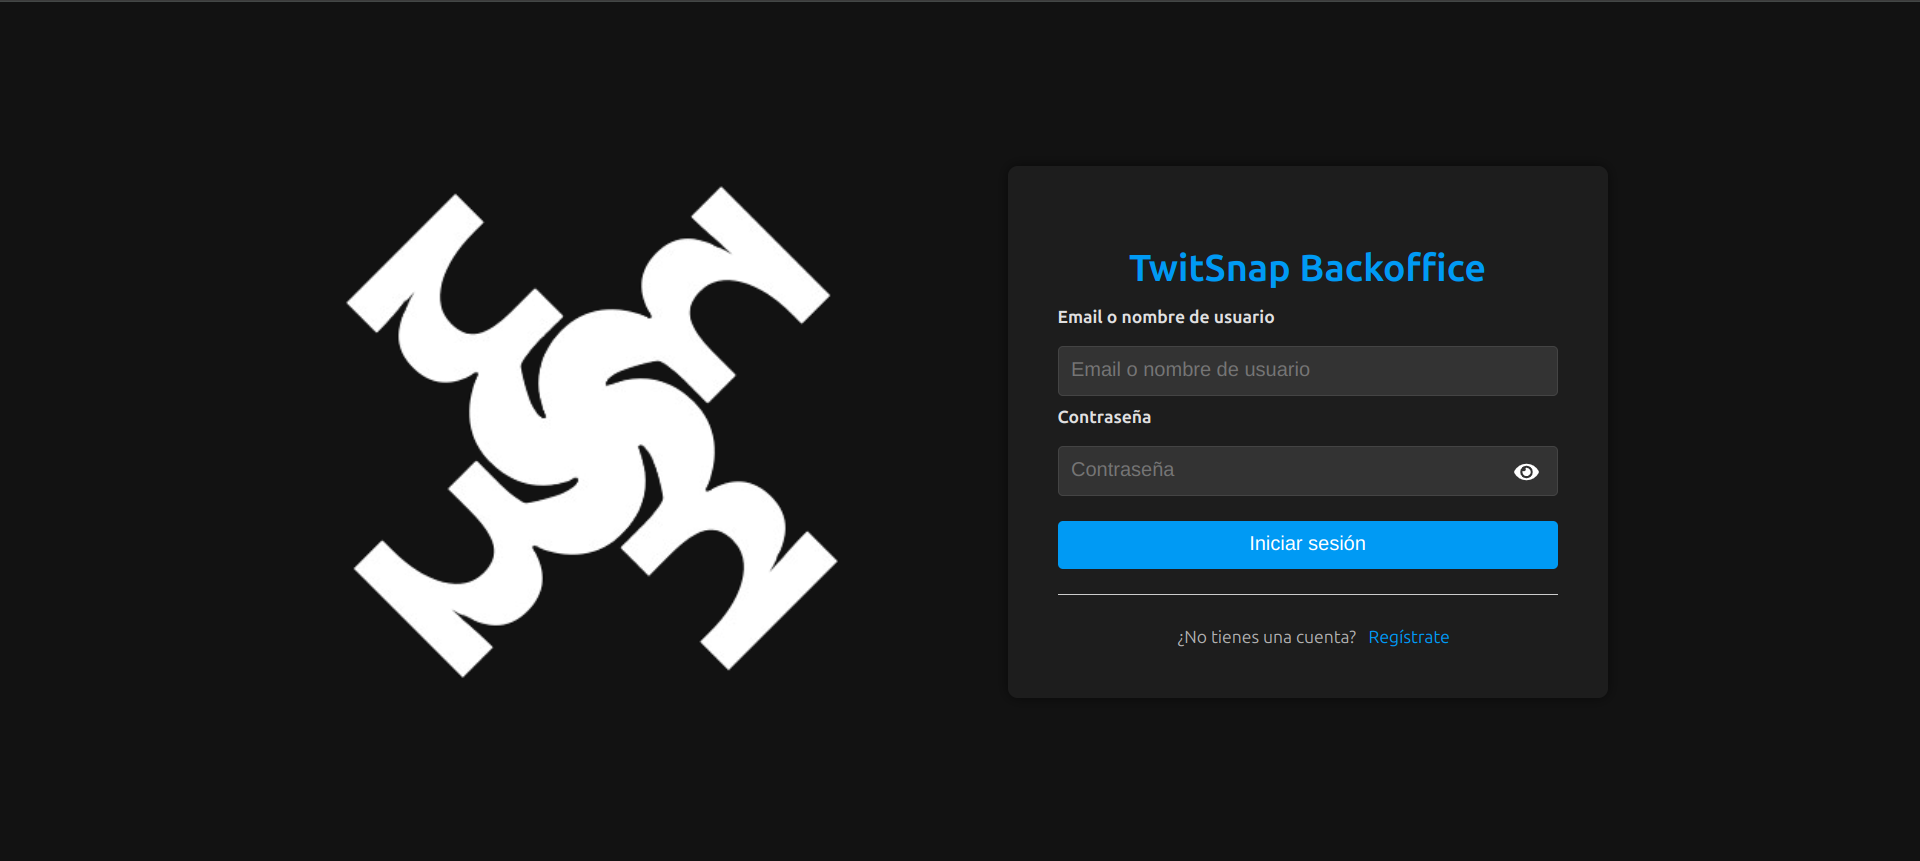 TwitSnap Backoffice
Email o nombre de usuario
Email o nombre de usuario
Contraseña
Contraseña
Iniciar sesión
¿No tienes una cuenta? Regístrate